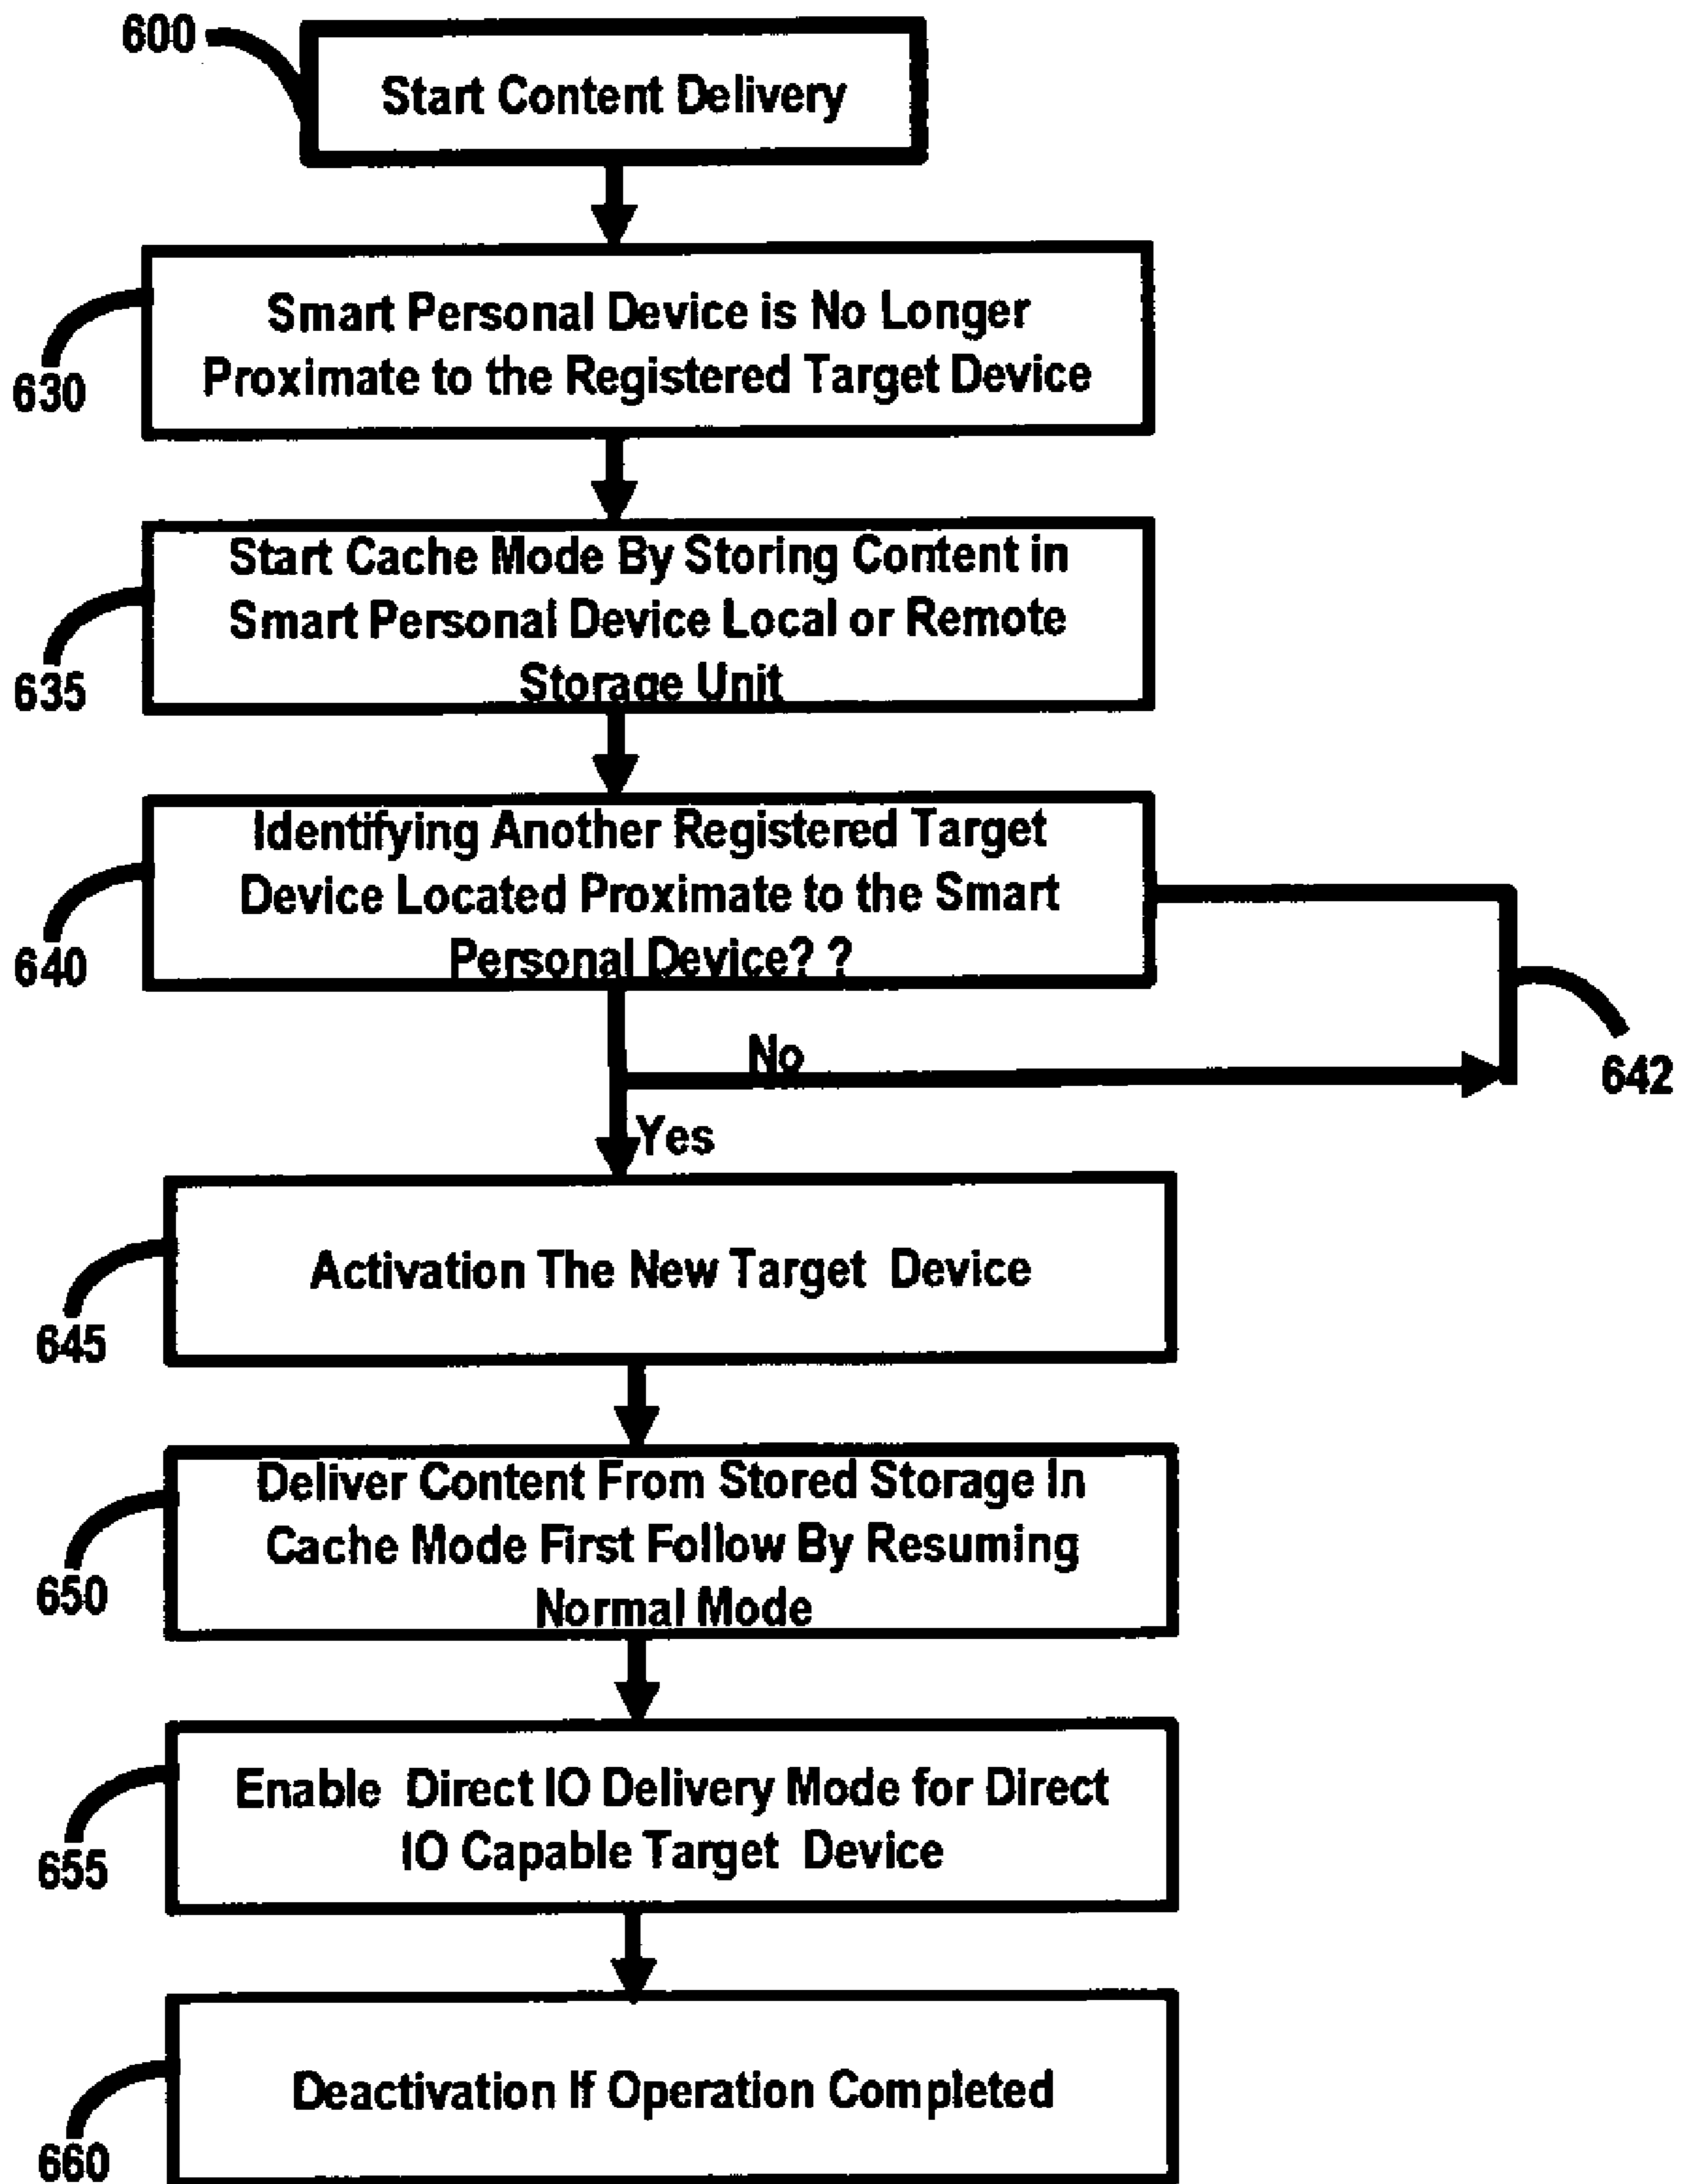 600
Start Content Delivery
Smart Personal Device is No Longer
Proximate to the Registered Target Device
630
Start Cache Mode By Storing Content in
Smart Personal Device Local or Remote
Storage Unit
635
Identifying Another Registered Target
Device Located Proximate to the Smart
Personal Device? ?
640
No
642
Yes
Activation The New Target Device
645
Deliver Content From Stored Storage In
Cache Mode First Follow By Resuming
Normal Mode
650
Enable Direct IO Delivery Mode for Direct
IO Capable Target Device
655
Deactivation If Operation Completed
660